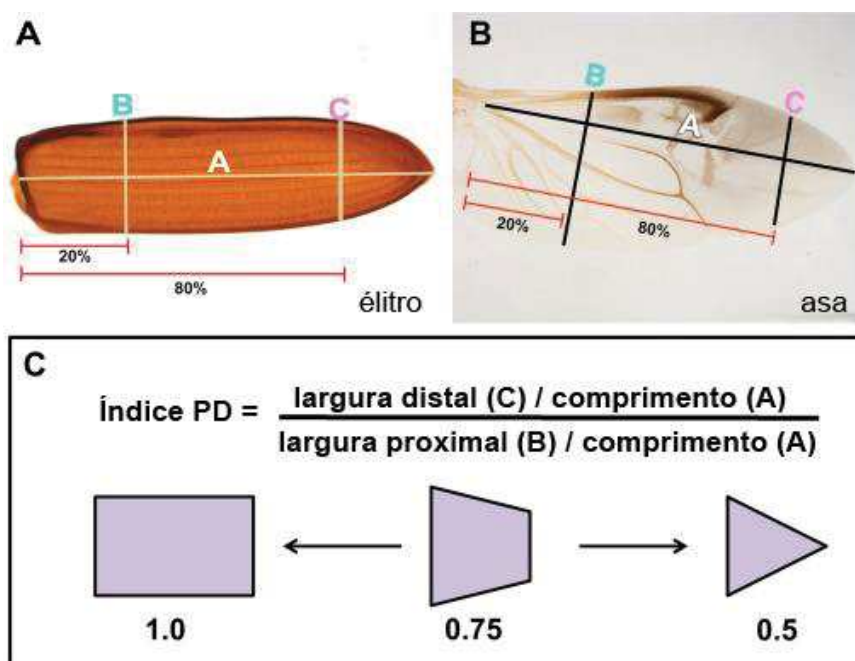 A
B
C
A
20%
80%
élitro
B
B
C
A
20%
80%
asa
C
Índice PD =
largura distal (C) / comprimento (A)
largura proximal (B) / comprimento (A)
1.0
0.75
0.5